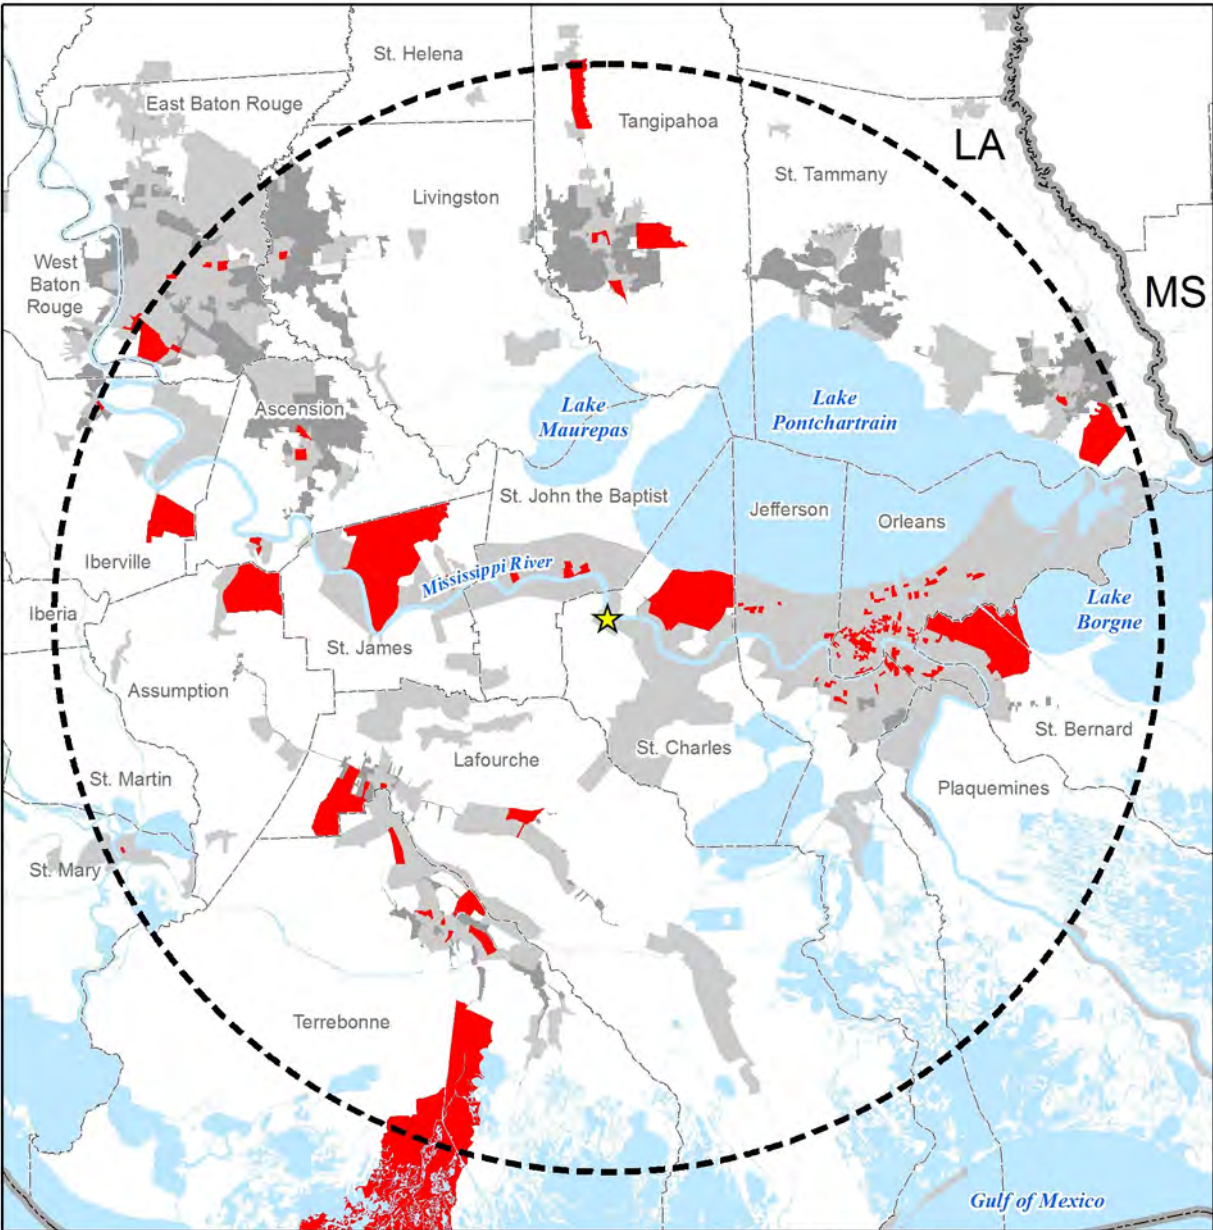 St. Helena
East Baton Rouge
Tangipahoa
LA
St. Tammany
Livingston
West
Baton
Rouge
MS
Lake
Maurepas
Lake
Pontchartrain
Ascension
St. John the Baptist
Jefferson
Orleans
Iberville
Mississippi River
Iberia
Lake
Borgne
St. James
Assumption
St. Bernard
St. Charles
Lafourche
St. Martin
Plaquemines
St. Mary
Terrebonne
Gulf of Mexico